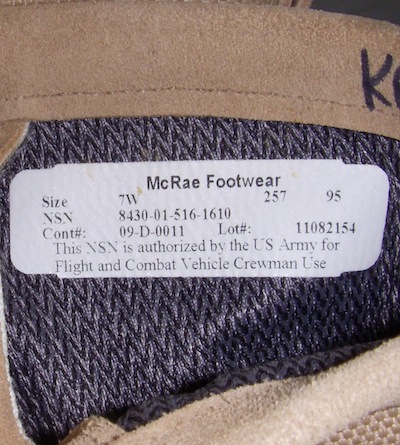 McRae Footwear
Size 7W 257 95
NSN 8430-01-516-1610
Cont#: 09-D-0011 Lot#: 11082154
This NSN is authorized by the US Army for
Flight and Combat Vehicle Crewman Use